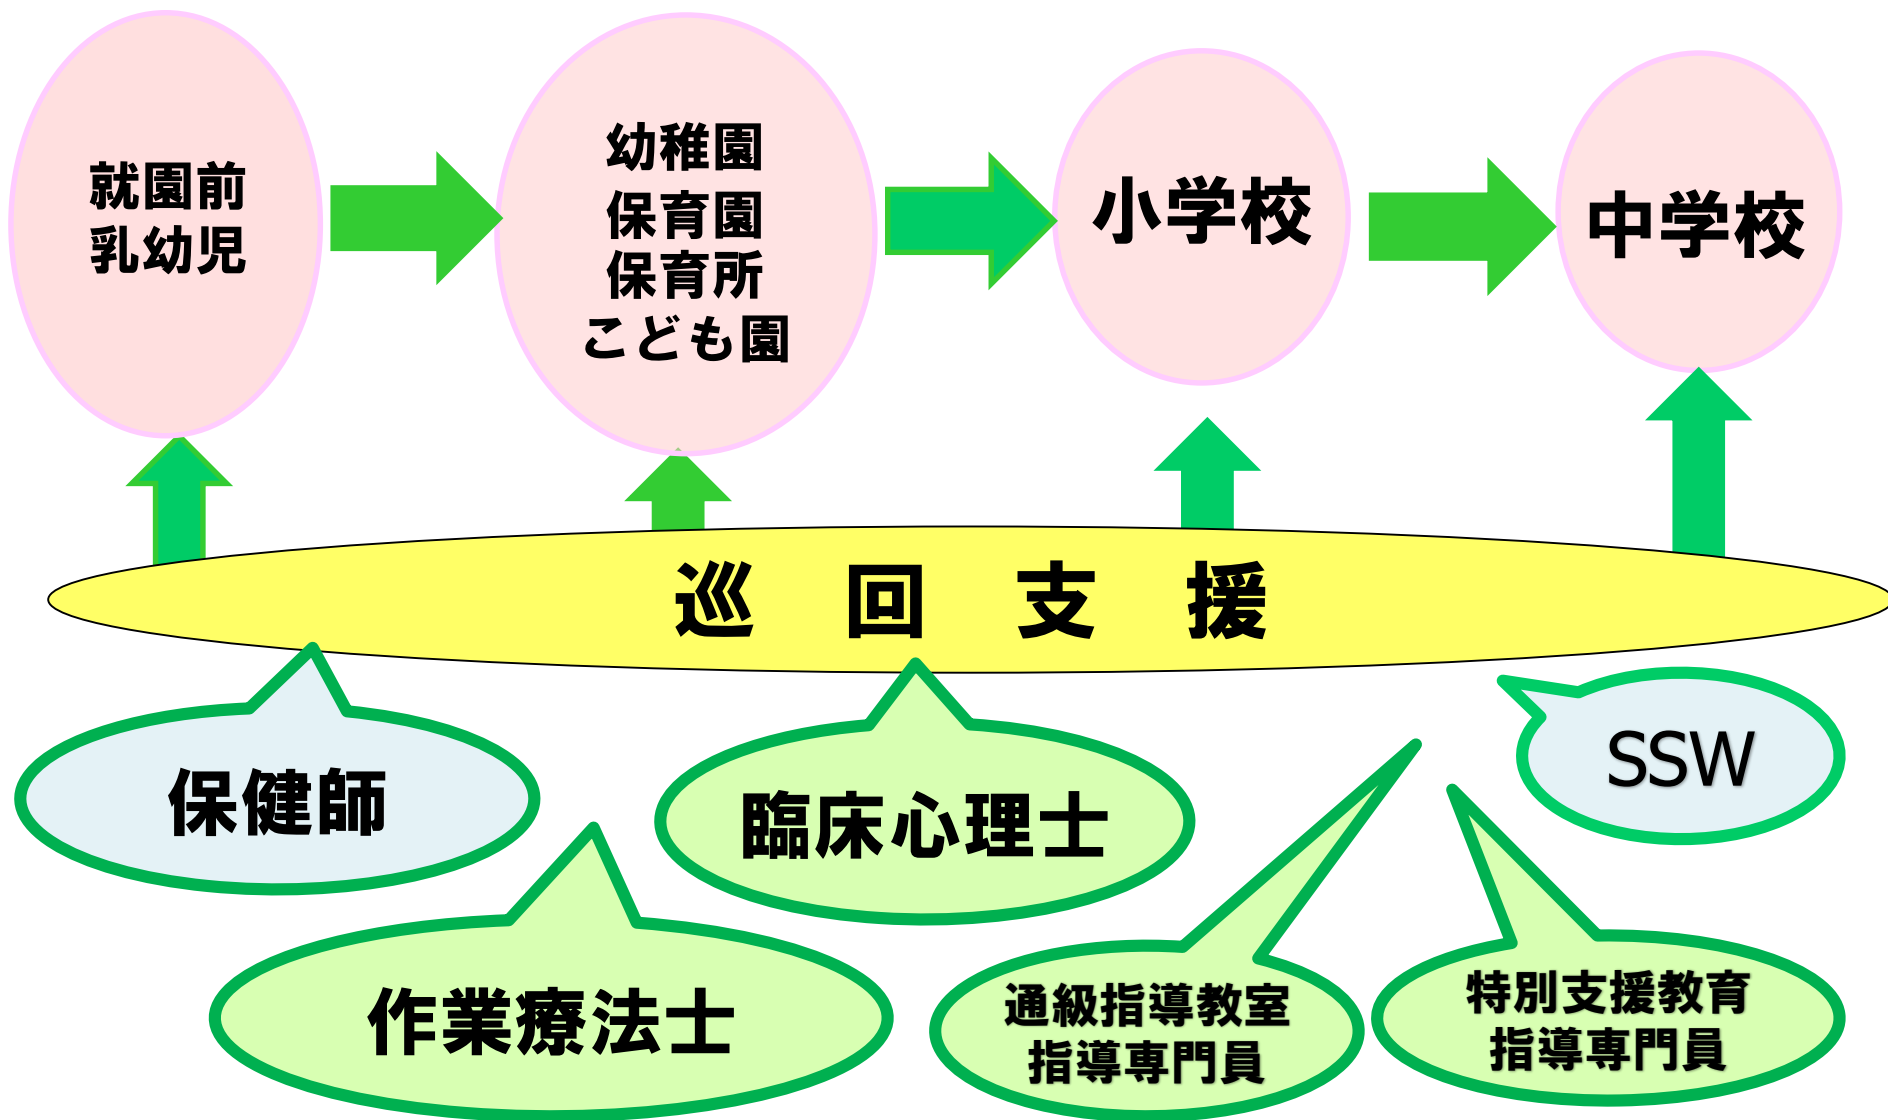 就園前
乳幼児
幼稚園
保育園
保育所
こども園
小学校
中学校
巡　回　支　援
保健師
臨床心理士
SSW
作業療法士
通級指導教室
指導専門員
特別支援教育
指導専門員